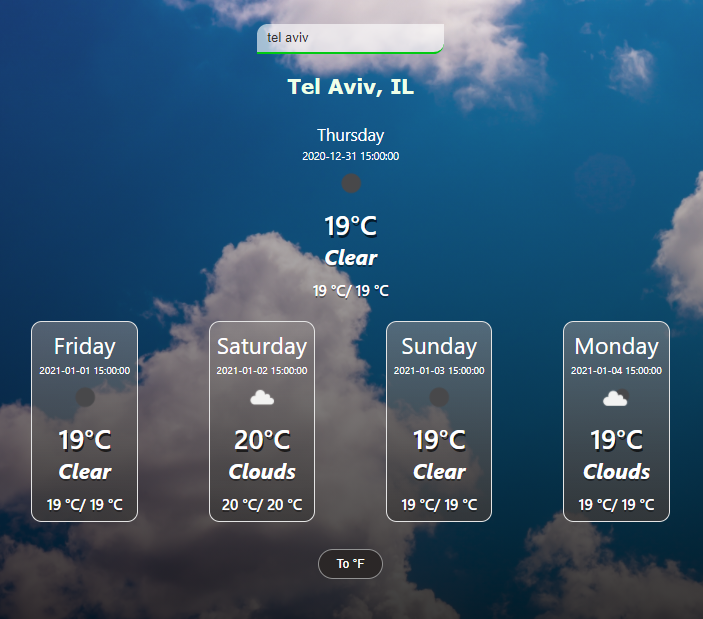 tel aviv
Tel Aviv, IL
Thursday
2020-12-31 15:00:00
19°C
Clear
19 °C/ 19 °C
Friday
2021-01-01 15:00:00
19°C
Clear
19 °C/ 19 °C
Saturday
2021-01-02 15:00:00
20°C
Clouds
20 °C/ 20 °C
Sunday
2021-01-03 15:00:00
19°C
Clear
19 °C/ 19 °C
Monday
2021-01-04 15:00:00
19°C
Clouds
19 °C/ 19 °C
To °F